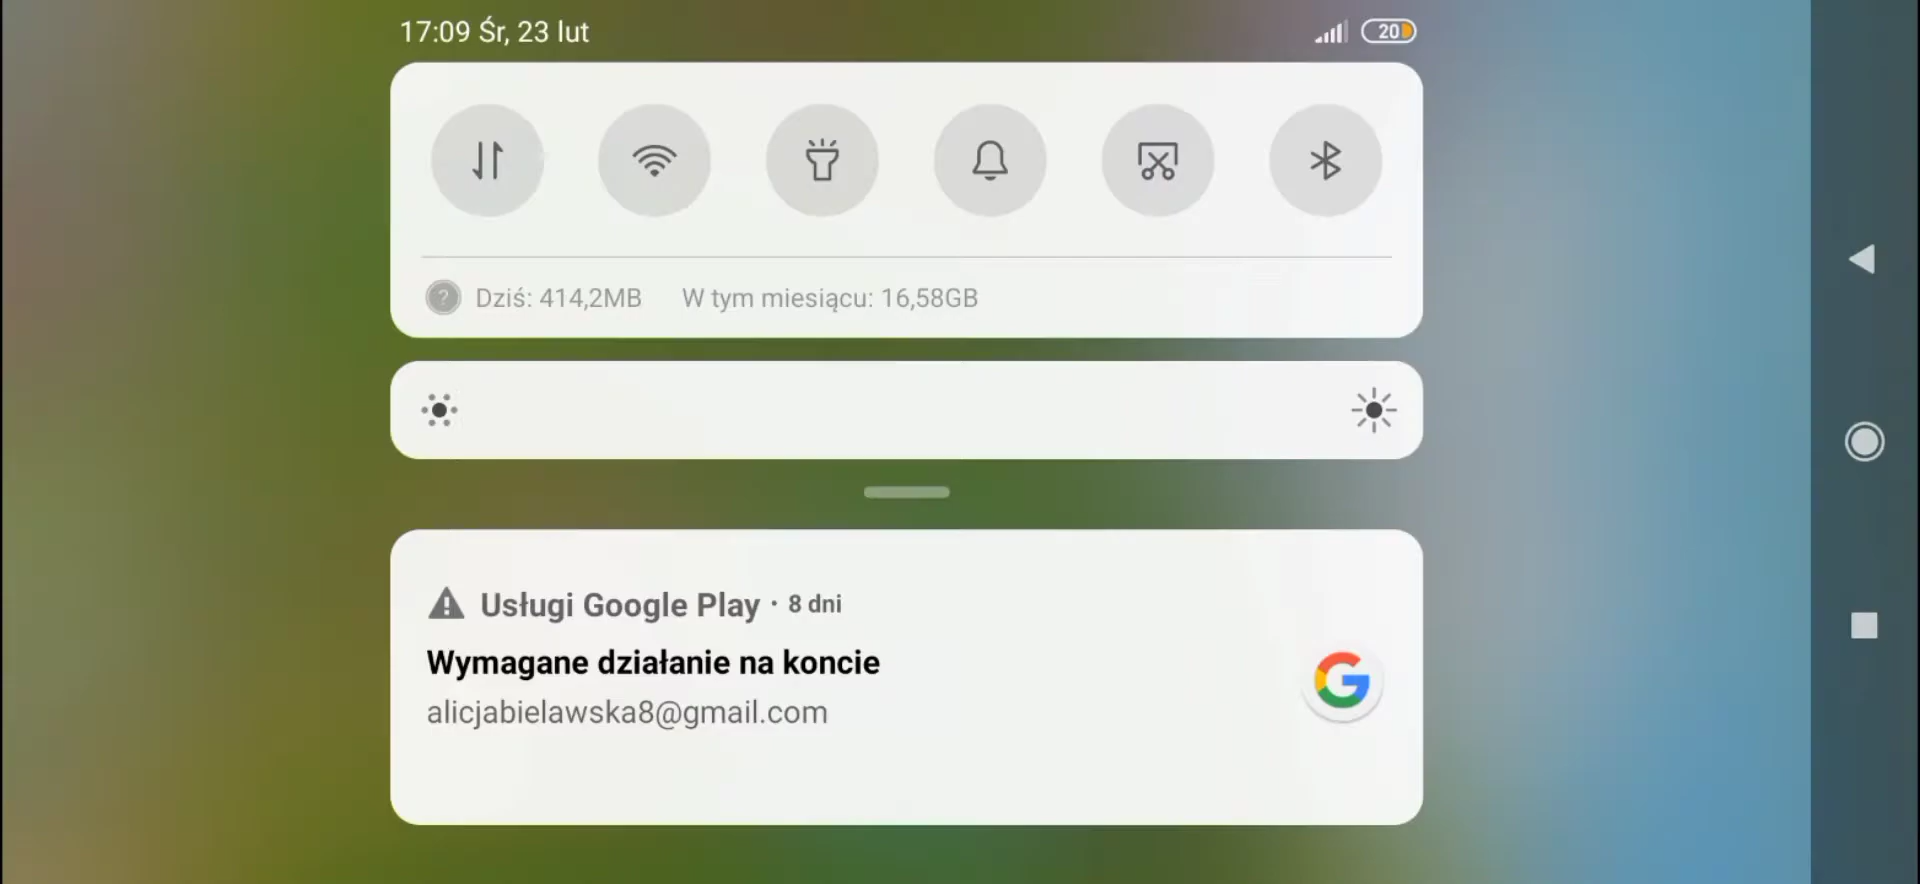 17:09 Śr, 23 lut
20
Dziś: 414,2MB W tym miesiącu: 16,58GB
Usługi Google Play · 8 dni
Wymagane działanie na koncie
alicjabielawska8@gmail.com